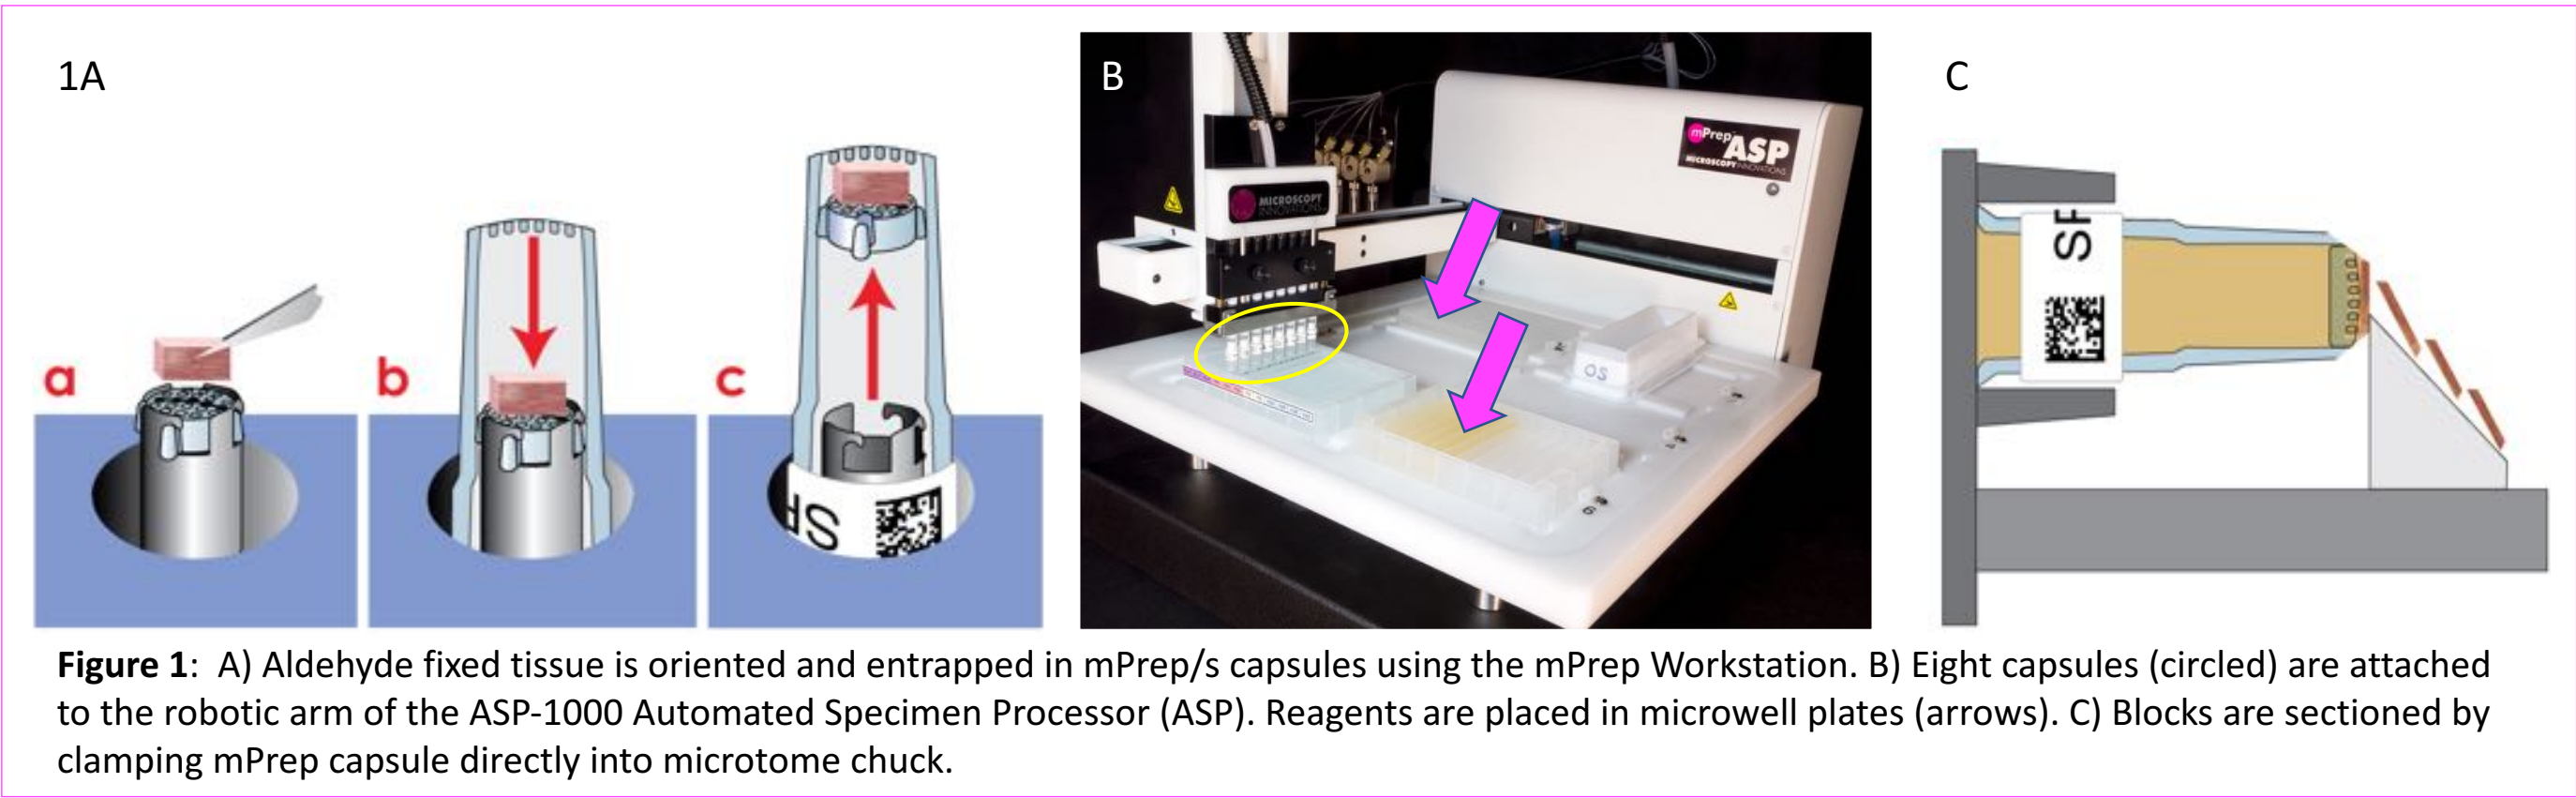 1A
a
b
c
SF
B
mPrep
ASP
MICROSCOPY INNOVATIONS
MICROSCOPY
INNOVATIONS
OS
6
C
SF
Figure 1: A) Aldehyde fixed tissue is oriented and entrapped in mPrep/s capsules using the mPrep Workstation. B) Eight capsules (circled) are attached
to the robotic arm of the ASP-1000 Automated Specimen Processor (ASP). Reagents are placed in microwell plates (arrows). C) Blocks are sectioned by
clamping mPrep capsule directly into microtome chuck.